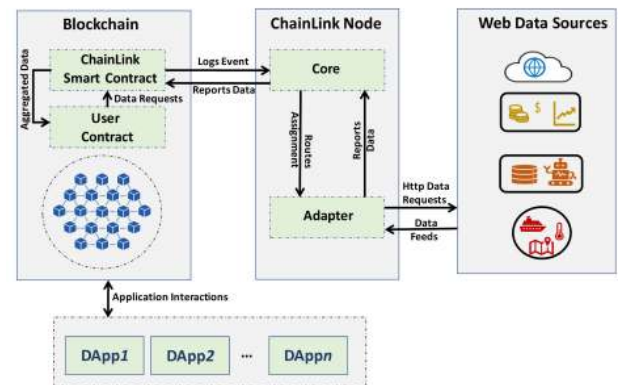 Blockchain
ChainLink Node
Web Data Sources
ChainLink
Smart Contract
Logs Event
Reports Data
Core
Aggregated Data
Data Requests
User
Contract
Routes
Assignment
Reports
Data
Http Data
Requests
Adapter
Data
Feeds
$
Application Interactions
DApp1
DApp2
...
DAppn